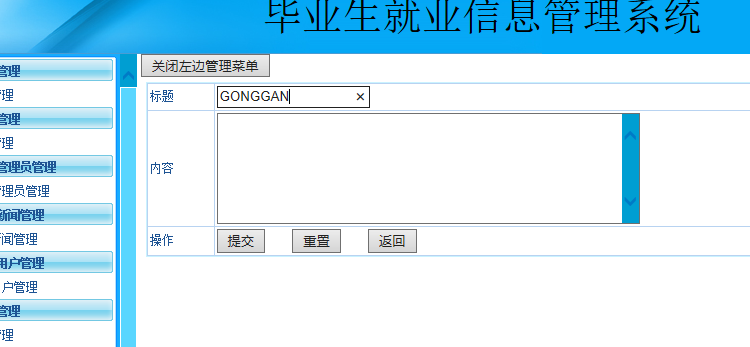 毕业生就业信息管理系统
关闭左边管理菜单
管理
管理
管理
管理
管理员管理
管理员管理
新闻管理
新闻管理
用户管理
户管理
管理
管理
标题 GONGGAN ×
内容
操作 提交 重置 返回